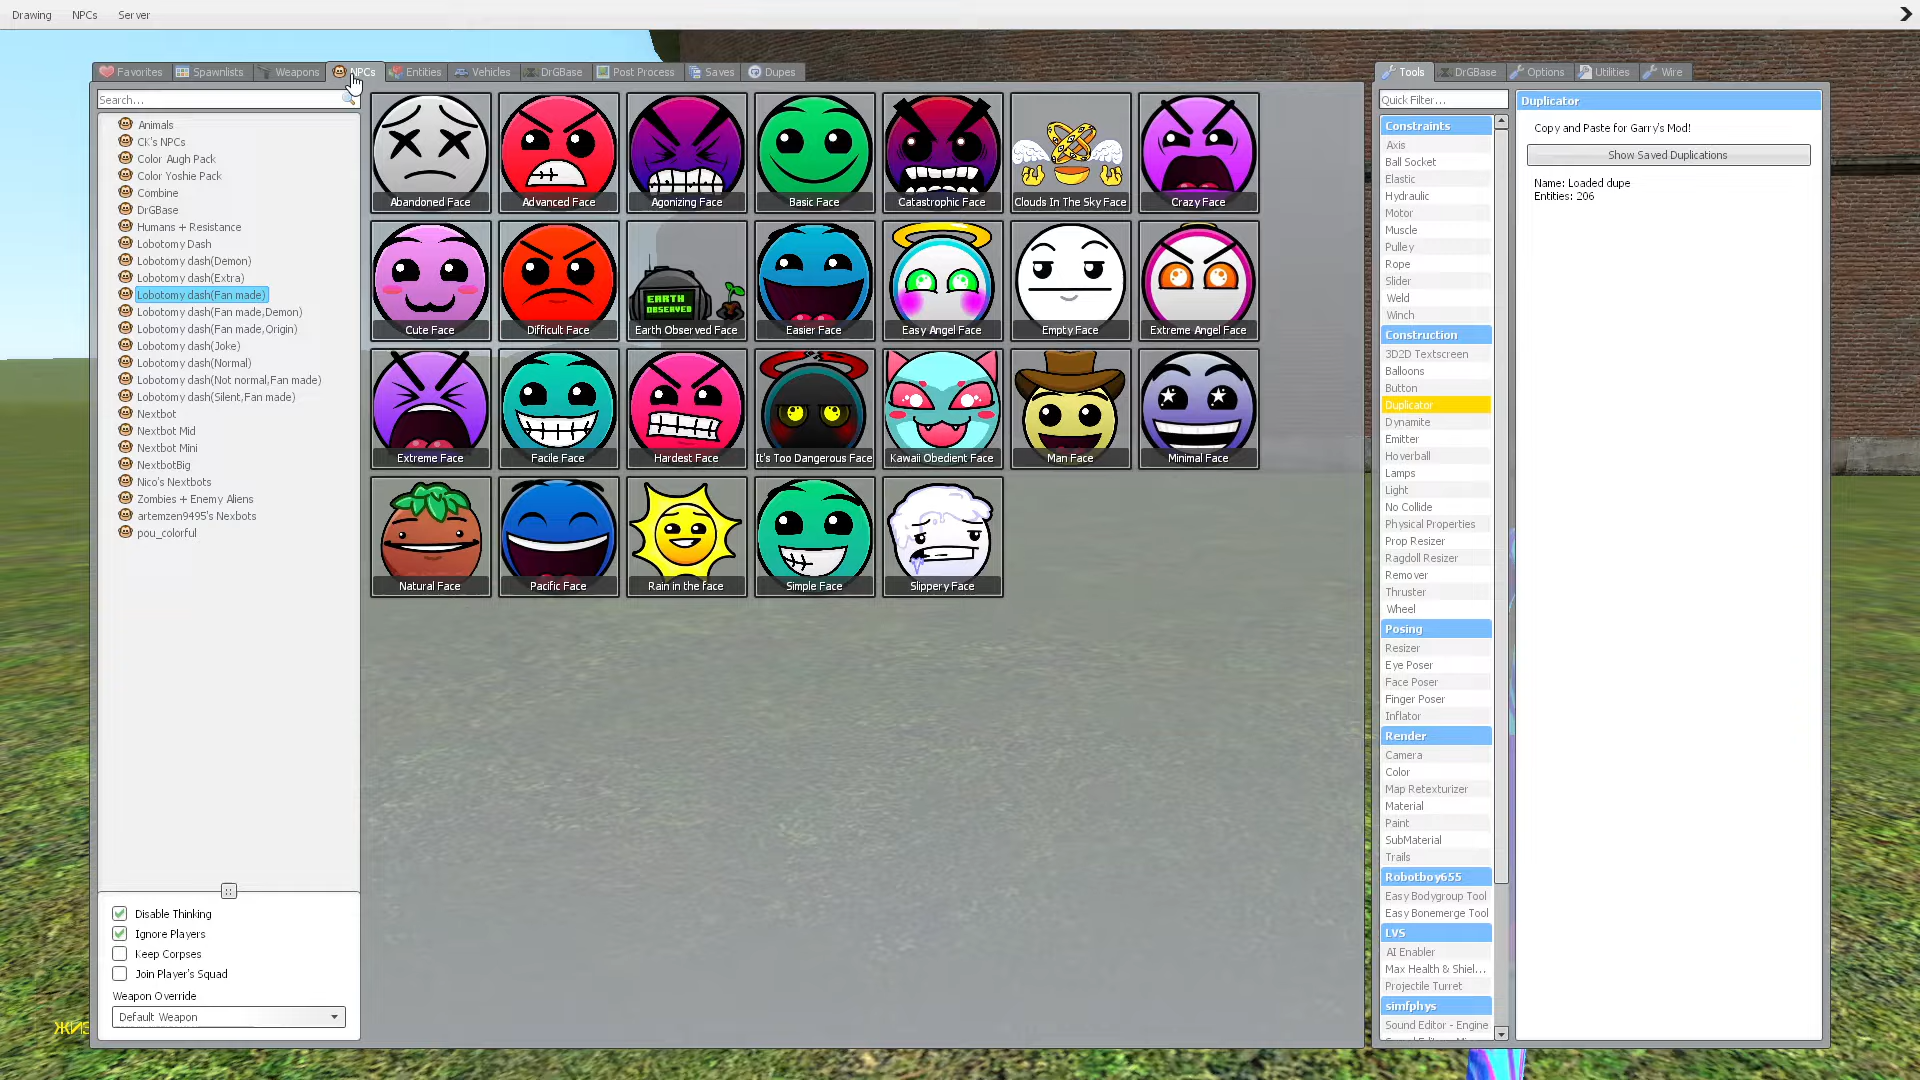 Drawing NPCs Server
Favorites Spawnlists Weapons NPCs Entities Vehicles DrGBase Post Process Saves Dupes
Search...
Animals
Ck's NPCs
Color Augh Pack
Color Yoshie Pack
Combine
DrGBase
Humans + Resistance
Lobotomy Dash
Lobotomy dash(Demon)
Lobotomy dash(Extra)
Lobotomy dash(Fan made)
Lobotomy dash(Fan made,Demon)
Lobotomy dash(Fan made,Origin)
Lobotomy dash(Joke)
Lobotomy dash(Normal)
Lobotomy dash(Not normal,Fan made)
Lobotomy dash(Silent,Fan made)
Nextbot
Nextbot Mid
Nextbot Mini
NextbotBig
Nico's Nextbots
Zombies + Enemy Aliens
artemzen9495's Nexbots
pou_colorful
Disable Thinking
Ignore Players
Keep Corpses
Join Player's Squad
Weapon Override
Default Weapon
Abandoned Face Advanced Face Agonizing Face Basic Face Catastrophic Face Clouds In The Sky Face Crazy Face
EARTH
OBSERVED
Cute Face Difficult Face Earth Observed Face Easier Face Easy Angel Face Empty Face Extreme Angel Face
Extreme Face Facile Face Hardest Face It's Too Dangerous Face Kawaii Obedient Face Man Face Minimal Face
Natural Face Pacific Face Rain in the face Simple Face Slippery Face
Tools DrGBase Options Utilities Wire
Quick Filter...
Constraints
Axis
Ball Socket
Elastic
Hydraulic
Motor
Muscle
Pulley
Rope
Slider
Weld
Winch
Construction
3D2D Textscreen
Balloons
Button
Duplicator
Dynamite
Emitter
Hoverball
Lamps
Light
No Collide
Physical Properties
Prop Resizer
Ragdoll Resizer
Remover
Thruster
Wheel
Posing
Resizer
Eye Poser
Face Poser
Finger Poser
Inflator
Render
Camera
Color
Map Retexturizer
Material
Paint
SubMaterial
Trails
Robotboy655
Easy Bodygroup Tool
Easy Bonemerge Tool
LVS
AI Enabler
Max Health & Shiel...
Projectile Turret
simfphys
Sound Editor - Engine
Duplicator
Copy and Paste for Garry's Mod!
Show Saved Duplications
Name: Loaded dupe
Entities: 206